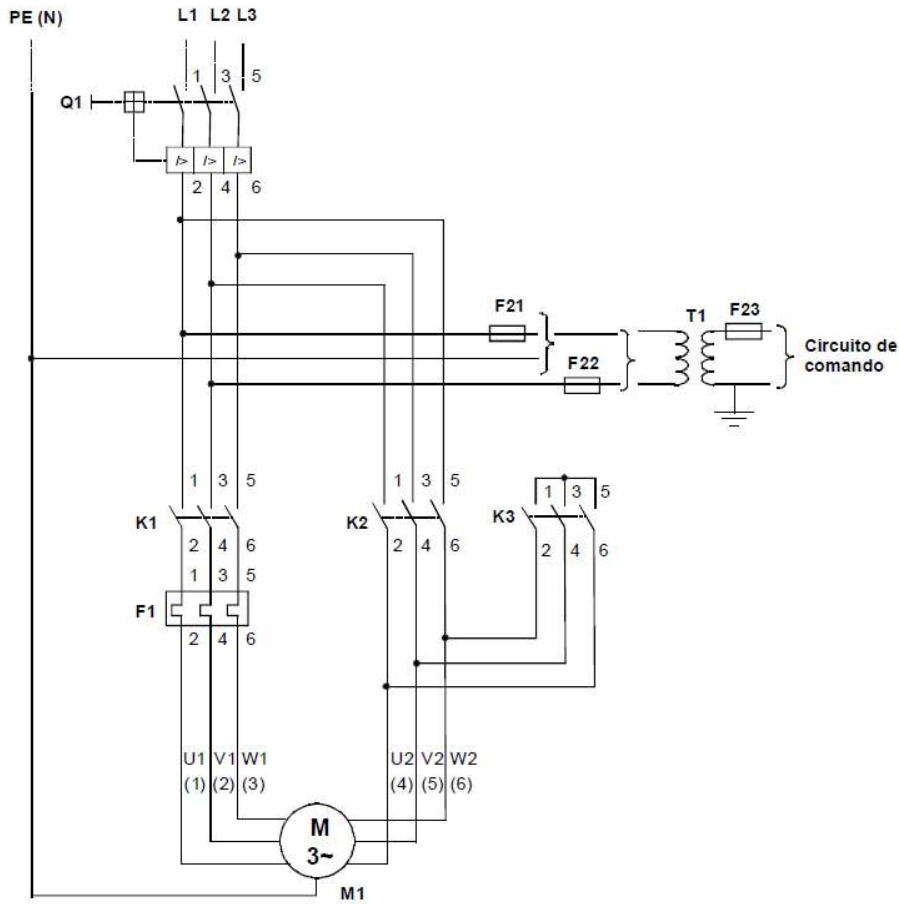 PE (N) L1 L2 L3
1 3 5
Q1
I> I> I>
2 4 6
F21 T1 F23
Circuito de
comando
F22
1 3 5 1 3 5 1 3 5
K1 K2 K3
2 4 6 2 4 6 2 4 6
1 3 5
F1
2 4 6
U1 V1 W1 U2 V2 W2
(1) (2) (3) (4) (5) (6)
M
3~
M1